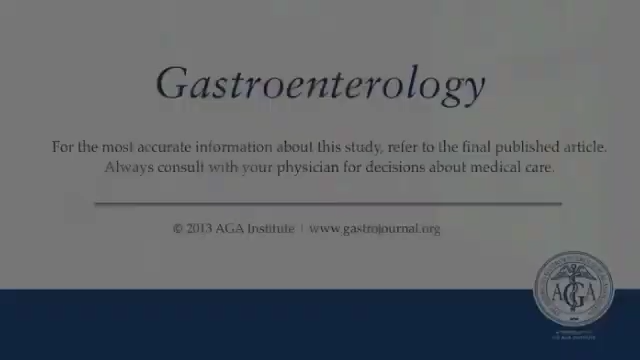 Gastroenterology
For the most accurate information about this study, refer to the final published article.
Always consult with your physician for decisions about medical care.
© 2013 AGA Institute | www.gastrojournal.org
AGA